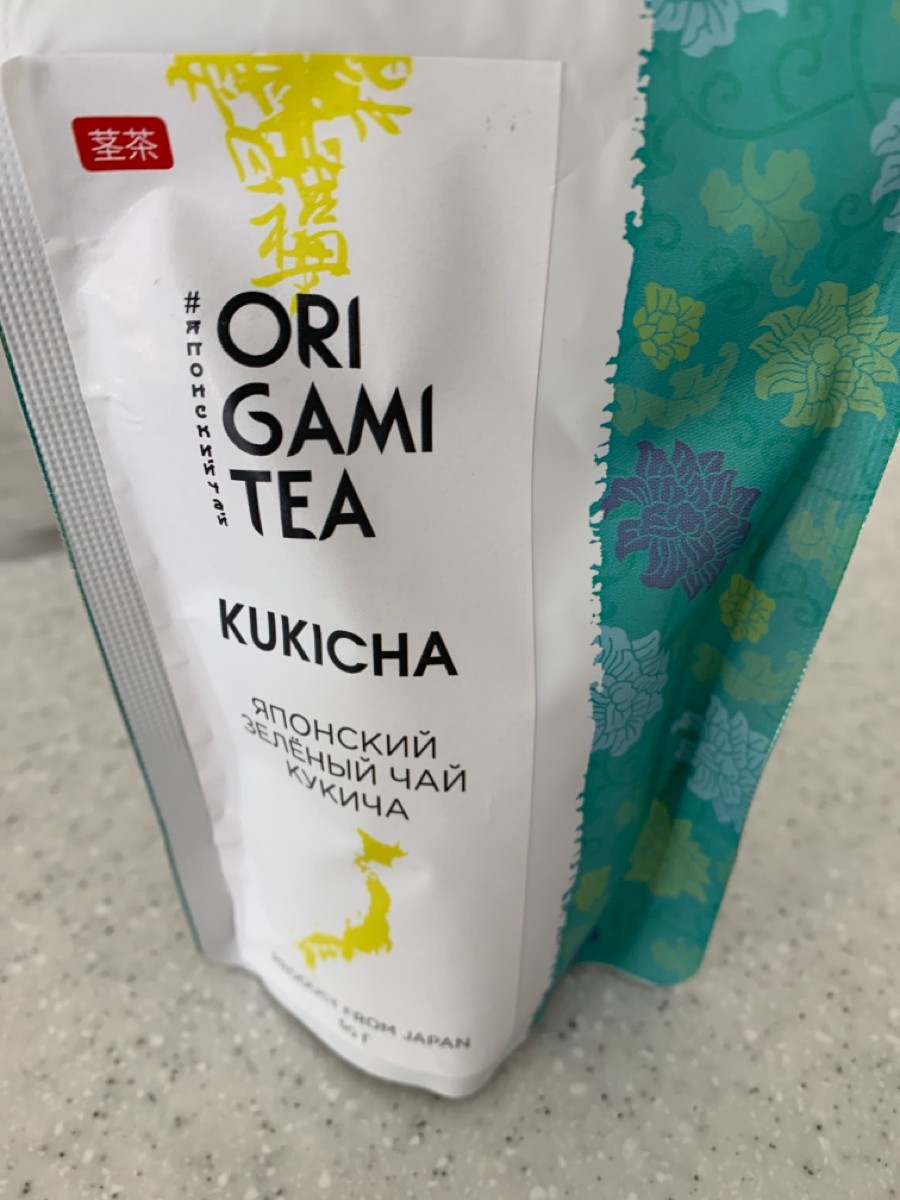 茎茶
#японскийчай
ORI
GAMI
TEA
KUKICHA
ЯПОНСКИЙ
ЗЕЛЁНЫЙ ЧАЙ
КУКИЧА
PRODUCT FROM JAPAN